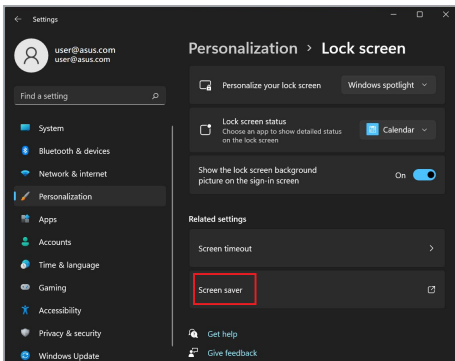 Settings
user@asus.com
user@asus.com
Find a setting
System
Bluetooth & devices
Network & internet
Personalization
Apps
Accounts
Time & language
Gaming
Accessibility
Privacy & security
Windows Update
Personalization > Lock screen
Personalize your lock screen
Windows spotlight
Lock screen status
Choose an app to show detailed status
on the lock screen
Calendar
Show the lock screen background
picture on the sign-in screen
On
Related settings
Screen timeout
Screen saver
Get help
Give feedback